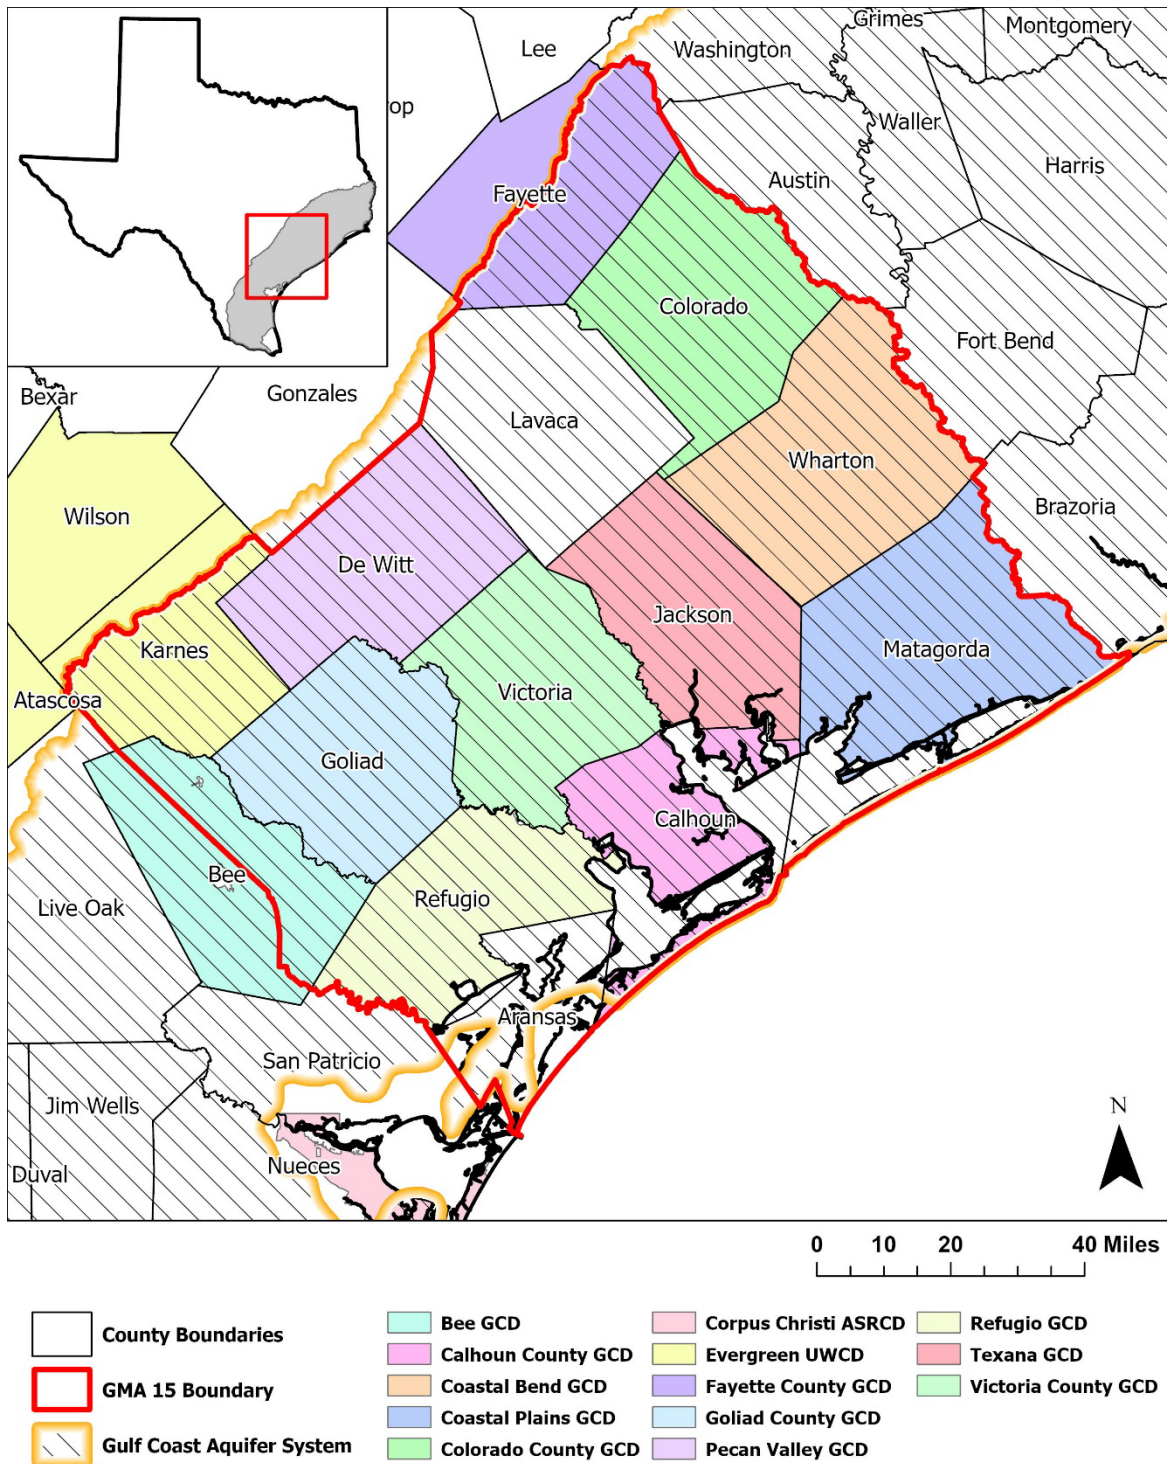 Grimes
Montgomery
Lee
Washington
op
Waller
Harris
Austin
Fayette
Colorado
Fort Bend
Bexar
Gonzales
Lavaca
Wharton
Wilson
Brazoria
De Witt
Jackson
Karnes
Matagorda
Victoria
Atascosa
Goliad
Calhoun
Bee
Refugio
Live Oak
Aransas
San Patricio
Jim Wells
N
Nueces
Duval
0 10 20 40 Miles
County Boundaries
GMA 15 Boundary
Gulf Coast Aquifer System
Bee GCD
Calhoun County GCD
Coastal Bend GCD
Coastal Plains GCD
Colorado County GCD
Corpus Christi ASRCD
Evergreen UWCD
Fayette County GCD
Goliad County GCD
Pecan Valley GCD
Refugio GCD
Texana GCD
Victoria County GCD